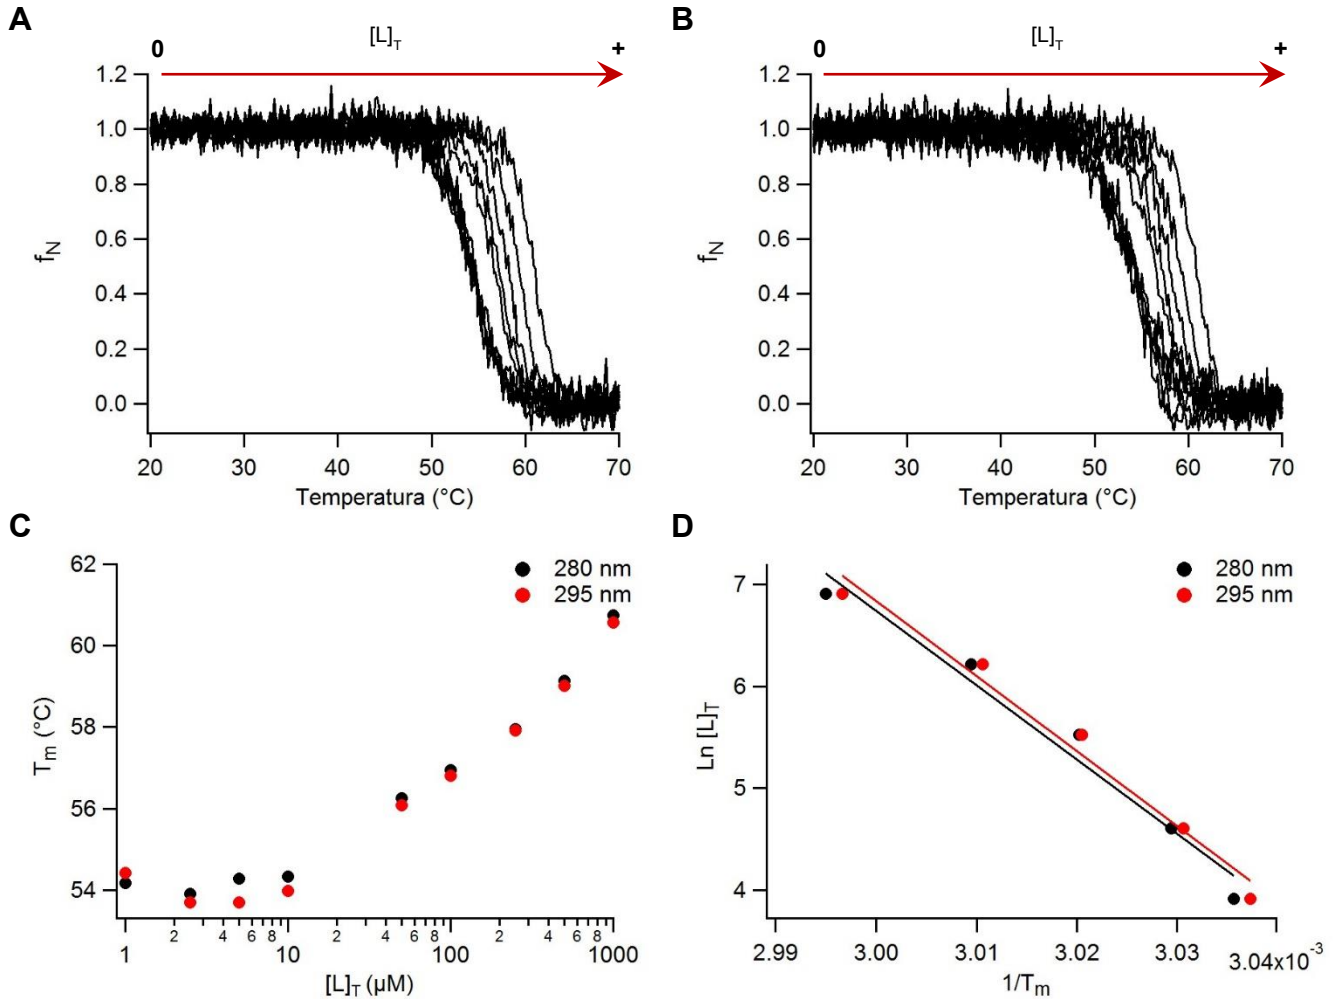 A
[L]T
0 +
1.2
1.0
0.8
0.6
0.4
0.2
0.0
fN
20 30 40 50 60 70
Temperatura (°C)
B
[L]T
0 +
1.2
1.0
0.8
0.6
0.4
0.2
0.0
fN
20 30 40 50 60 70
Temperatura (°C)
C
280 nm
295 nm
62
60
58
56
54
Tm (°C)
1 2 4 6 8 10 2 4 6 8 100 2 4 6 8 1000
[L]T (µM)
D
280 nm
295 nm
7
6
5
4
Ln [L]T
2.99 3.00 3.01 3.02 3.03 3.04x10-3
1/Tm